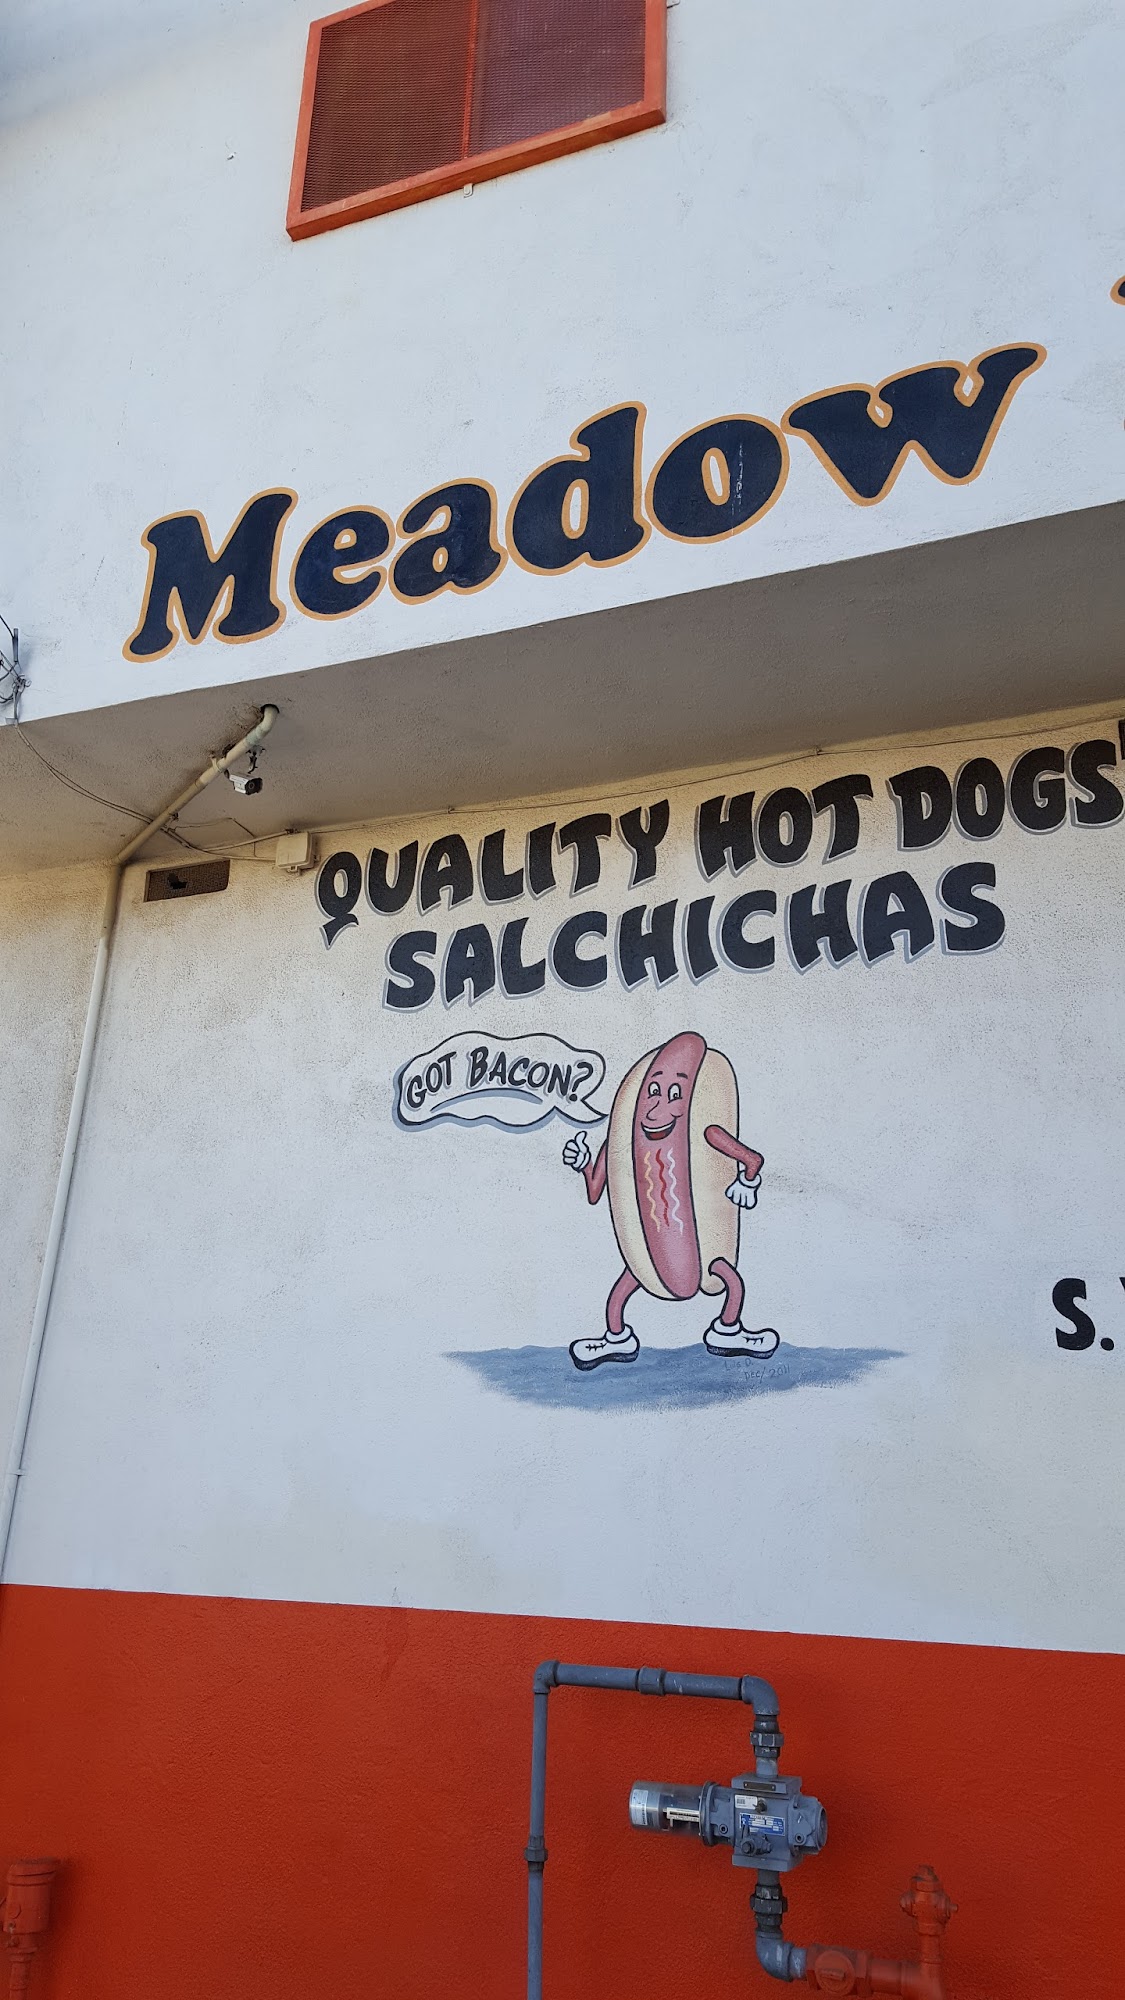 Meadow
QUALITY HOT DOGS
SALCHICHAS
GOT BACON?
S.